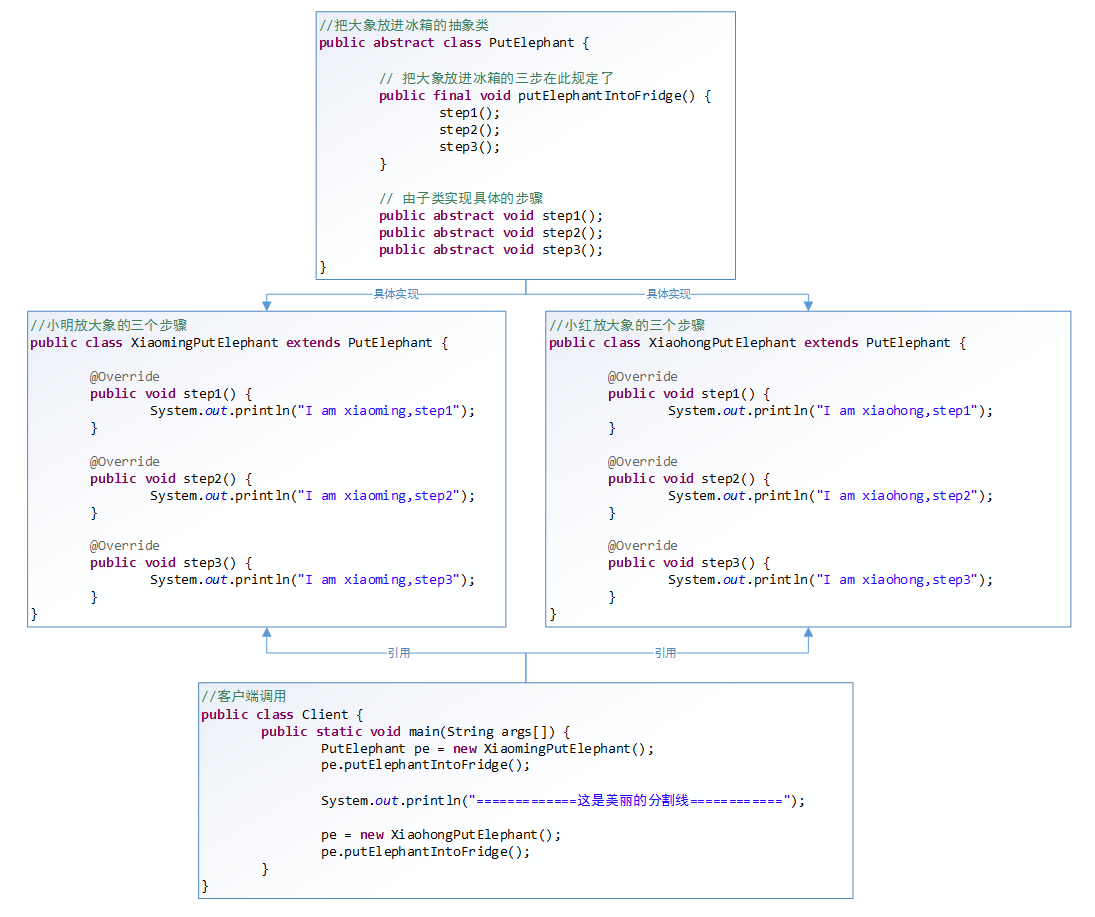 //把大象放进冰箱的抽象类
public abstract class PutElephant {
// 把大象放进冰箱的三步在此规定了
public final void putElephantIntoFridge() {
step1();
step2();
step3();
}
// 由子类实现具体的步骤
public abstract void step1();
public abstract void step2();
public abstract void step3();
}
具体实现
具体实现
//小明放大象的三个步骤
public class XiaomingPutElephant extends PutElephant {
@Override
public void step1() {
System.out.println("I am xiaoming,step1");
}
@Override
public void step2() {
System.out.println("I am xiaoming,step2");
}
@Override
public void step3() {
System.out.println("I am xiaoming,step3");
}
}
//小红放大象的三个步骤
public class XiaohongPutElephant extends PutElephant {
@Override
public void step1() {
System.out.println("I am xiaohong,step1");
}
@Override
public void step2() {
System.out.println("I am xiaohong,step2");
}
@Override
public void step3() {
System.out.println("I am xiaohong,step3");
}
}
引用
引用
//客户端调用
public class Client {
public static void main(String args[]) {
PutElephant pe = new XiaomingPutElephant();
pe.putElephantIntoFridge();
System.out.println("=============这是美丽的分割线============");
pe = new XiaohongPutElephant();
pe.putElephantIntoFridge();
}
}